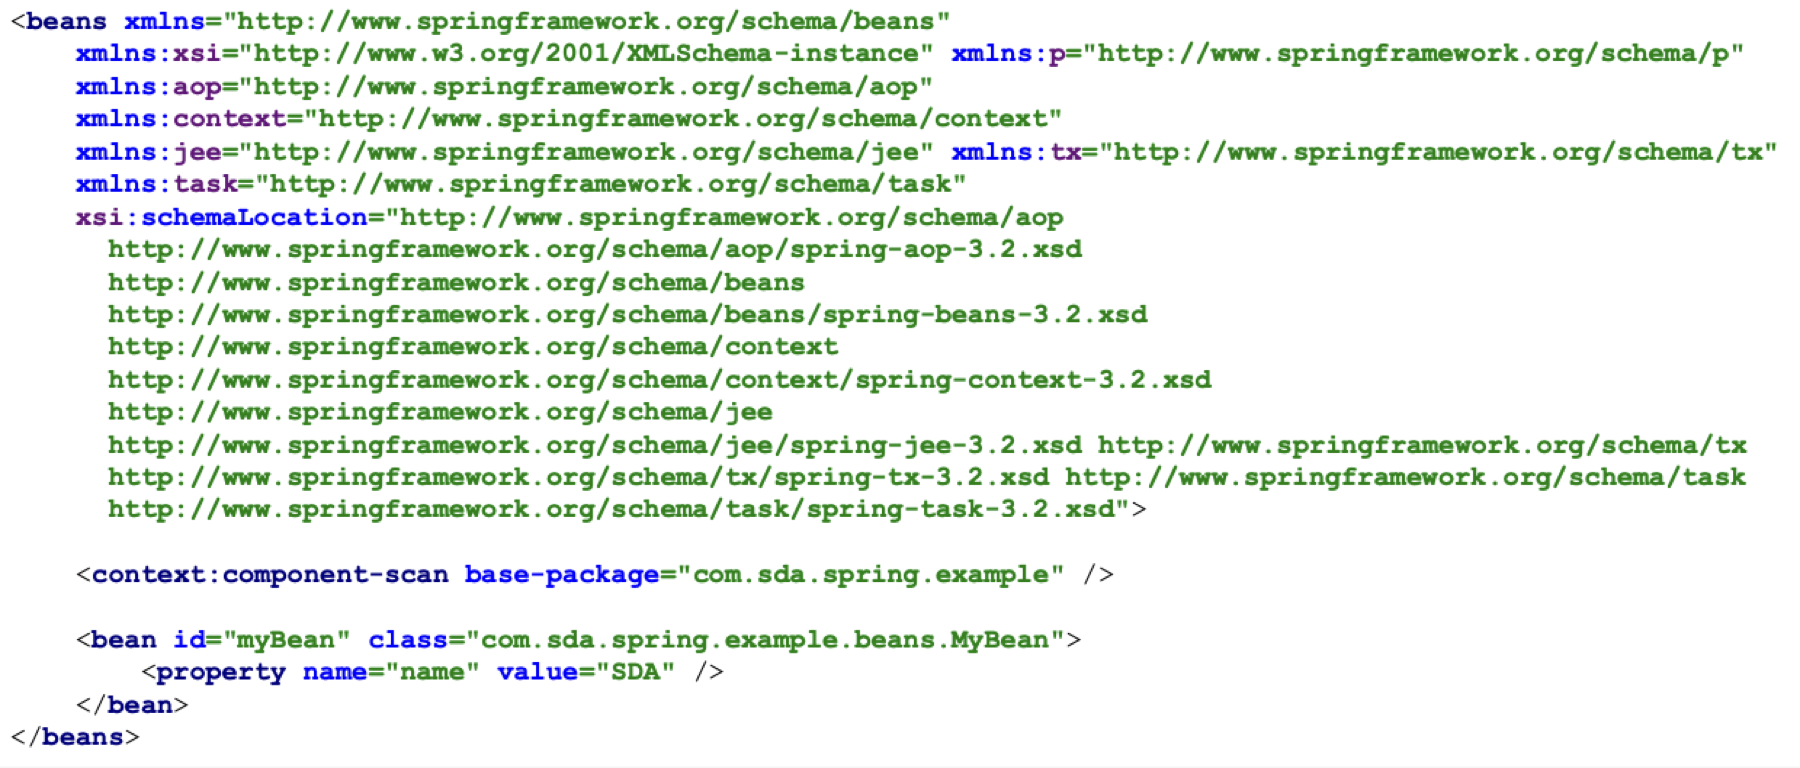 <beans xmlns="http://www.springframework.org/schema/beans"
xmlns:xsi="http://www.w3.org/2001/XMLSchema-instance" xmlns:p="http://www.springframework.org/schema/p"
xmlns:aop="http://www.springframework.org/schema/aop"
xmlns:context="http://www.springframework.org/schema/context"
xmlns:jee="http://www.springframework.org/schema/jee" xmlns:tx="http://www.springframework.org/schema/tx"
xmlns:task="http://www.springframework.org/schema/task"
xsi:schemaLocation="http://www.springframework.org/schema/aop
http://www.springframework.org/schema/aop/spring-aop-3.2.xsd
http://www.springframework.org/schema/beans
http://www.springframework.org/schema/beans/spring-beans-3.2.xsd
http://www.springframework.org/schema/context
http://www.springframework.org/schema/context/spring-context-3.2.xsd
http://www.springframework.org/schema/jee
http://www.springframework.org/schema/jee/spring-jee-3.2.xsd http://www.springframework.org/schema/tx
http://www.springframework.org/schema/tx/spring-tx-3.2.xsd http://www.springframework.org/schema/task
http://www.springframework.org/schema/task/spring-task-3.2.xsd">
<context:component-scan base-package="com.sda.spring.example" />
<bean id="myBean" class="com.sda.spring.example.beans.MyBean">
<property name="name" value="SDA" />
</bean>
</beans>